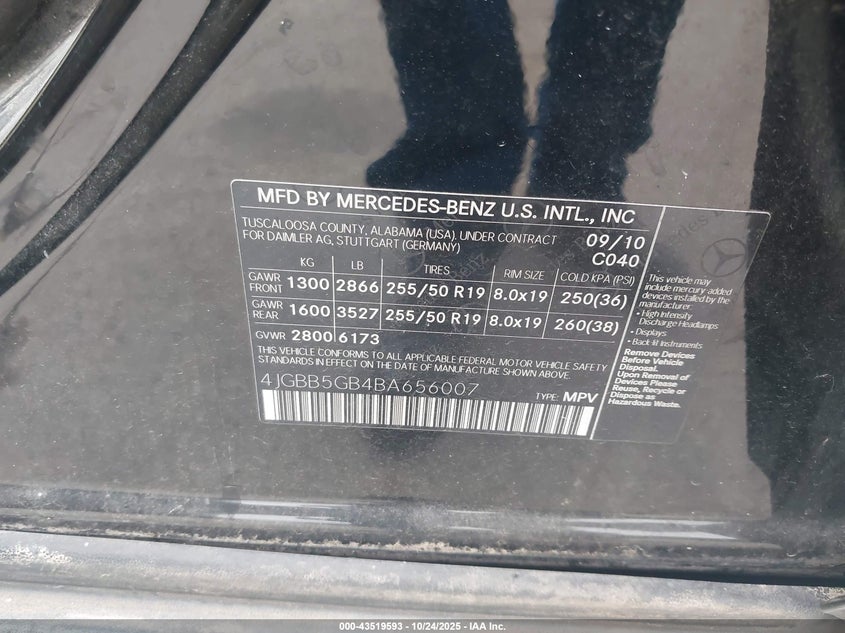 MFD BY MERCEDES-BENZ U.S. INTL., INC
TUSCALOOSA COUNTY, ALABAMA (USA), UNDER CONTRACT
FOR DAIMLER AG, STUTTGART (GERMANY)
09/10
C040
KG LB TIRES RIM SIZE COLD KPA (PSI)
GAWR FRONT 1300 2866 255/50 R19 8.0x19 250(36)
GAWR REAR 1600 3527 255/50 R19 8.0x19 260(38)
GVWR 2800 6173
THIS VEHICLE CONFORMS TO ALL APPLICABLE FEDERAL MOTOR VEHICLE SAFETY
STANDARDS IN EFFECT ON THE DATE OF MANUFACTURE SHOWN ABOVE.
4JGBB5GB4BA656007
TYPE: MPV
This vehicle may
include mercury added
devices installed by the
manufacturer:
• High Intensity
Discharge Headlamps
• Displays
• Back lit Instruments
Remove Devices
Before Vehicle
Disposal.
Upon Removal
of Devices Please
Reuse, Recycle or
Dispose as
Hazardous Waste.
000-43519593 - 10/24/2025 - IAA Inc.